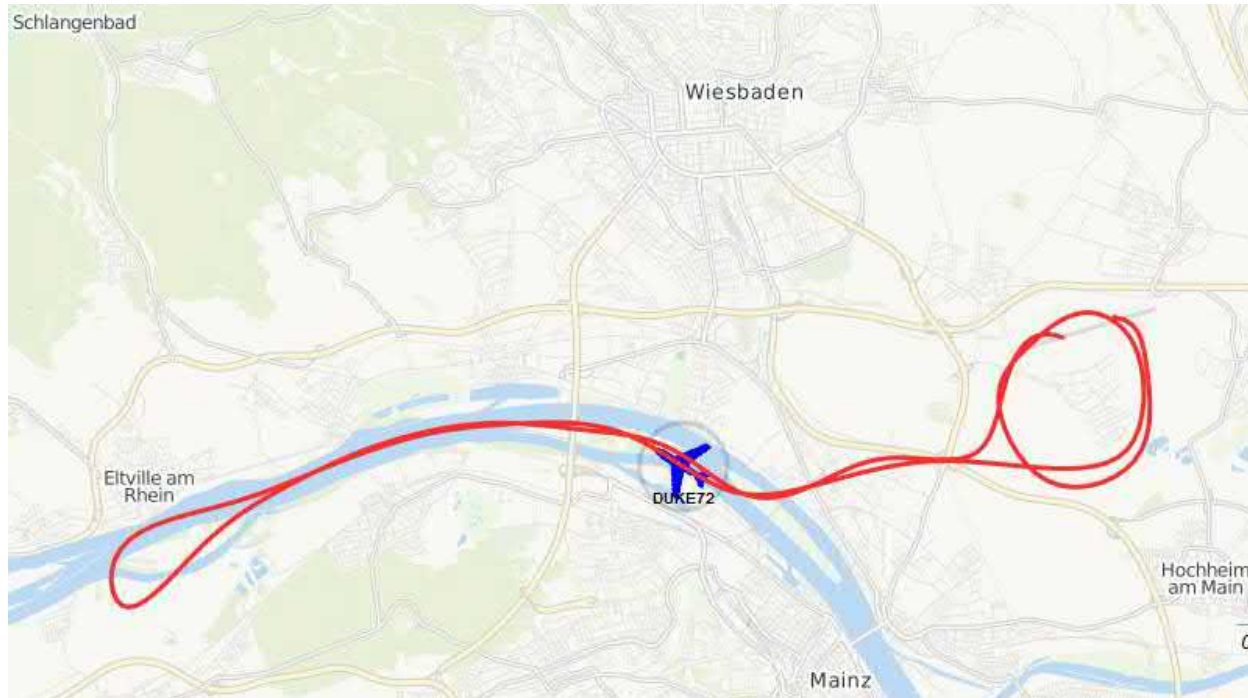 Schlangenbad
Wiesbaden
Eltville am
Rhein
DUKE72
Hochheim
am Main
Mainz